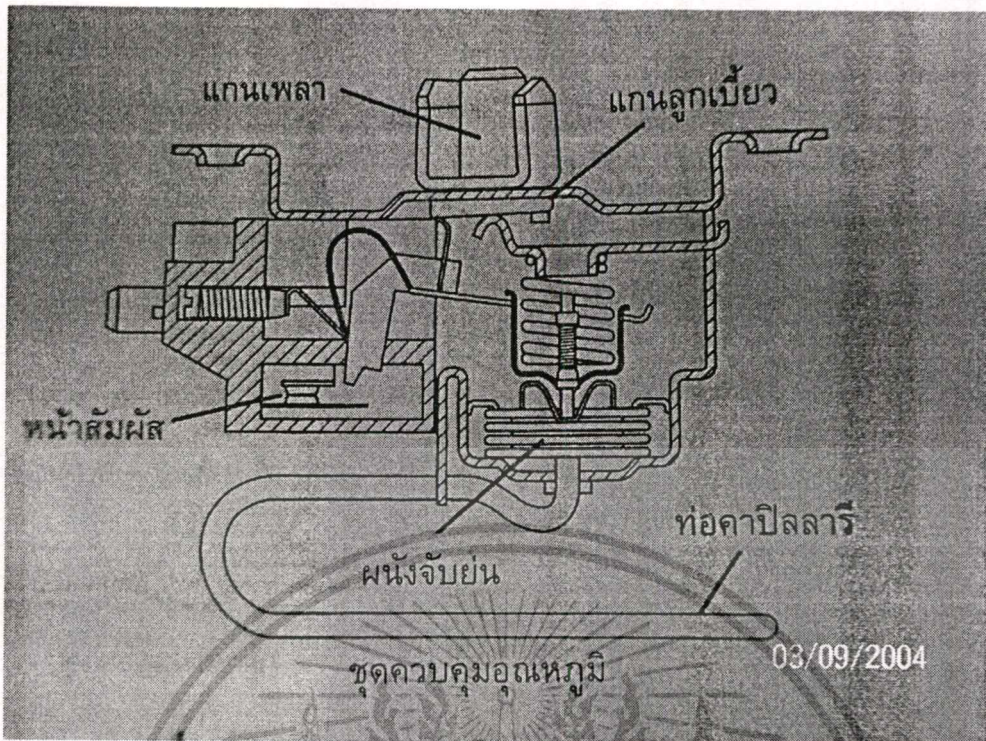 แกนเพลา
แกนลูกเบี้ยว
หน้าสัมผัส
ท่อคาปิลลารี
ผนังจับย่น
03/09/2004
ชุดควบคุมอุณหภูมิ